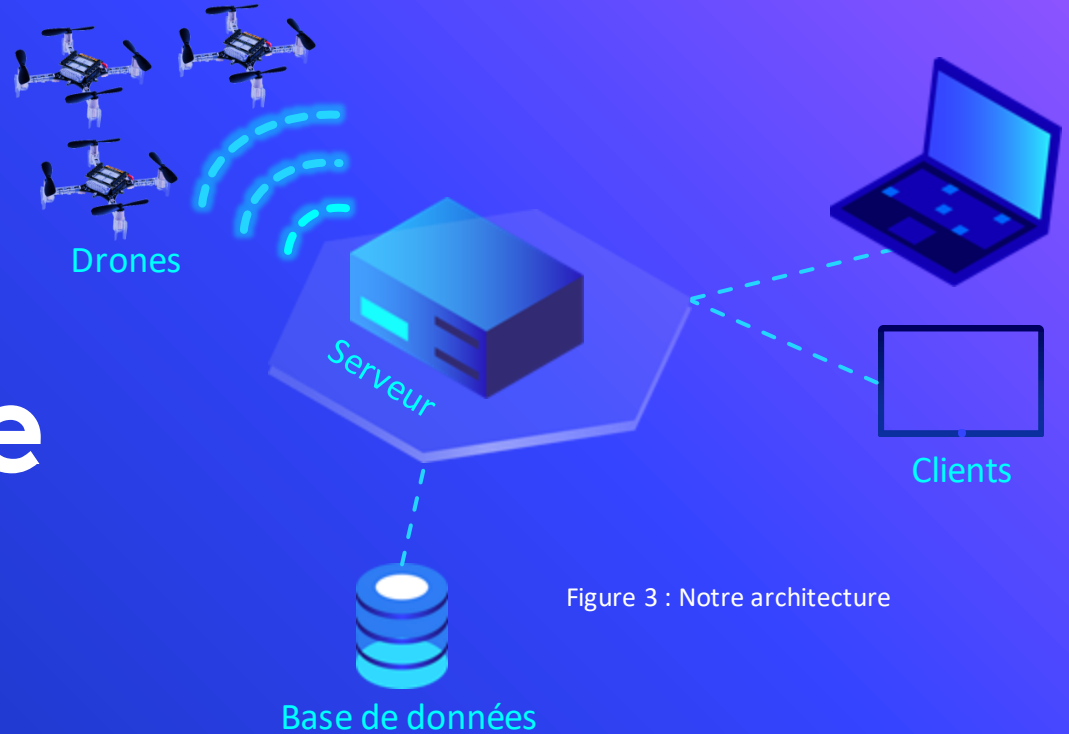 Drones
Serveur
e
Clients
Figure 3 : Notre architecture
Base de données